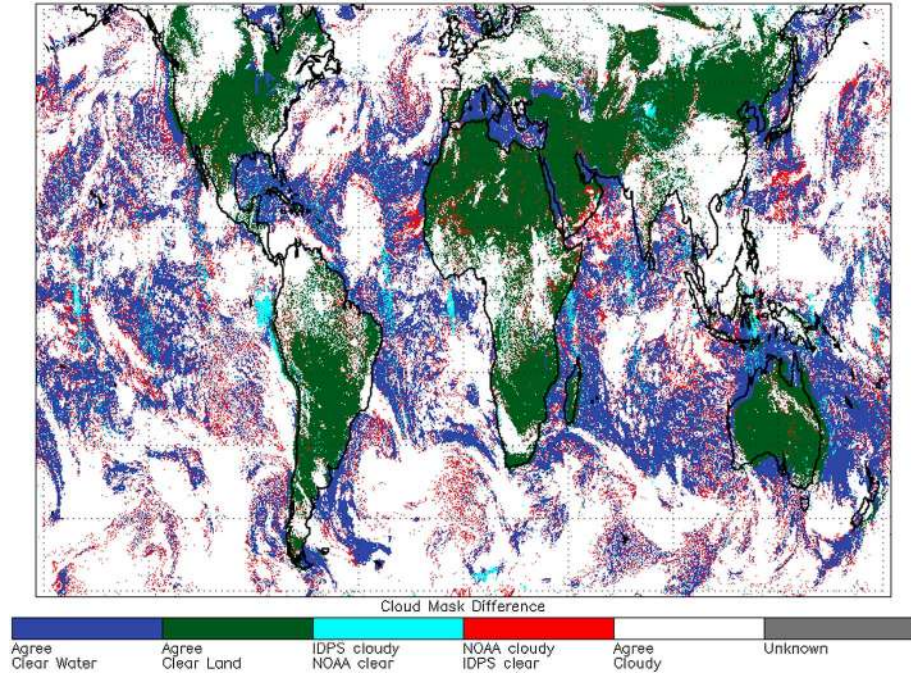 Cloud Mask Difference
Agree
Clear Water
Agree
Clear Land
IDPS cloudy
NOAA clear
NOAA cloudy
IDPS clear
Agree
Cloudy
Unknown